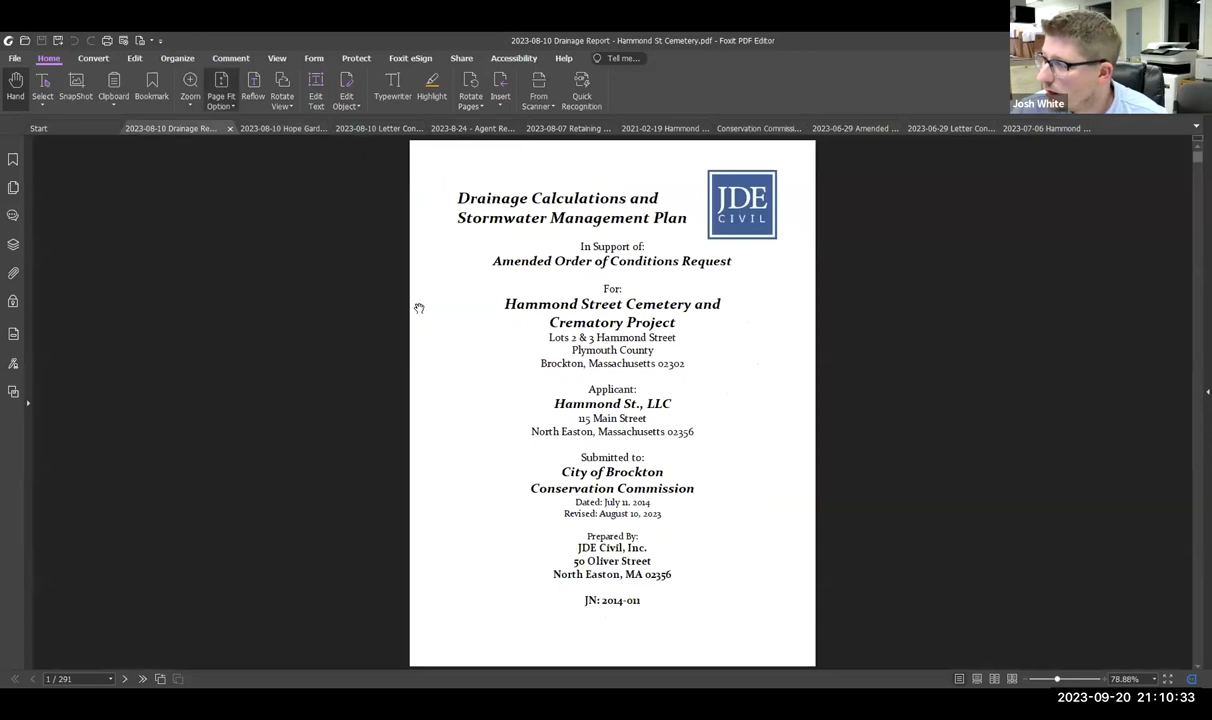 2023-08-10 Drainage Report - Hammond St Cemetery.pdf - Foxit PDF Editor
File Home Convert Edit Organize Comment View Form Protect Foxit eSign Share Accessibility Help Tell me...
Hand Select SnapShot Clipboard Bookmark Zoom Page Fit Option Reflow Rotate View Edit Text Edit Object Typewriter Highlight Rotate Pages Insert From Scanner Quick Recognition
Josh White
Start 2023-08-10 Drainage Re... 2023-08-10 Hope Gard... 2023-08-10 Letter Con... 2023-8-24 - Agent Re... 2023-08-07 Retaining ... 2021-02-19 Hammond ... Conservation Commissi... 2023-06-29 Amended ... 2023-06-29 Letter Con... 2023-07-06 Hammond ...
Drainage Calculations and
Stormwater Management Plan
JDE
CIVIL
In Support of:
Amended Order of Conditions Request
For:
Hammond Street Cemetery and
Crematory Project
Lots 2 & 3 Hammond Street
Plymouth County
Brockton, Massachusetts 02302
Applicant:
Hammond St., LLC
115 Main Street
North Easton, Massachusetts 02356
Submitted to:
City of Brockton
Conservation Commission
Dated: July 11, 2014
Revised: August 10, 2023
Prepared By:
JDE Civil, Inc.
50 Oliver Street
North Easton, MA 02356
JN: 2014-011
1 / 291
78.88%
2023-09-20 21:10:33